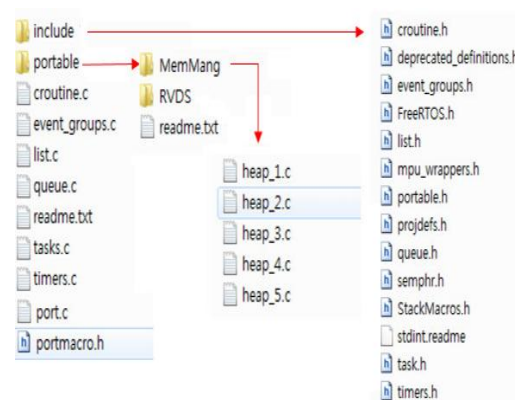 include
portable
croutine.c
event_groups.c
list.c
queue.c
readme.txt
tasks.c
timers.c
port.c
portmacro.h
MemMang
RVDS
readme.txt
heap_1.c
heap_2.c
heap_3.c
heap_4.c
heap_5.c
croutine.h
deprecated_definitions.h
event_groups.h
FreeRTOS.h
list.h
mpu_wrappers.h
portable.h
projdefs.h
queue.h
semphr.h
StackMacros.h
stdint.readme
task.h
timers.h